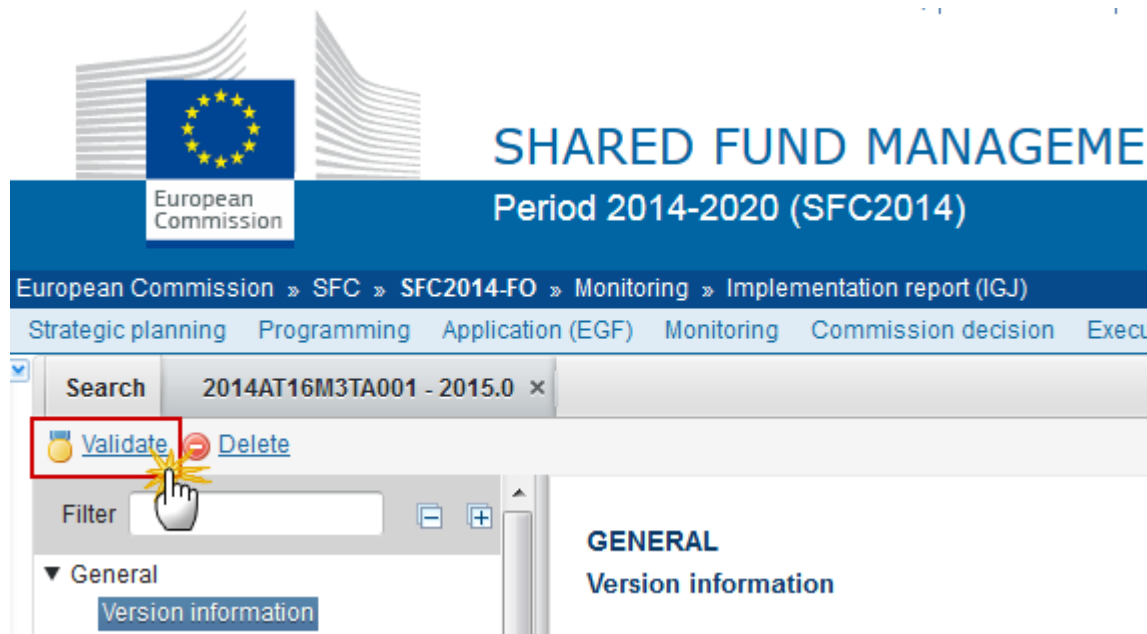 SHARED FUND MANAGEME
European
Commission
Period 2014-2020 (SFC2014)
European Commission » SFC » SFC2014-FO » Monitoring » Implementation report (IGJ)
Strategic planning Programming Application (EGF) Monitoring Commission decision Execu
Search 2014AT16M3TA001 - 2015.0 ×
Validate Delete
Filter
GENERAL
▼ General
Version information
Version information